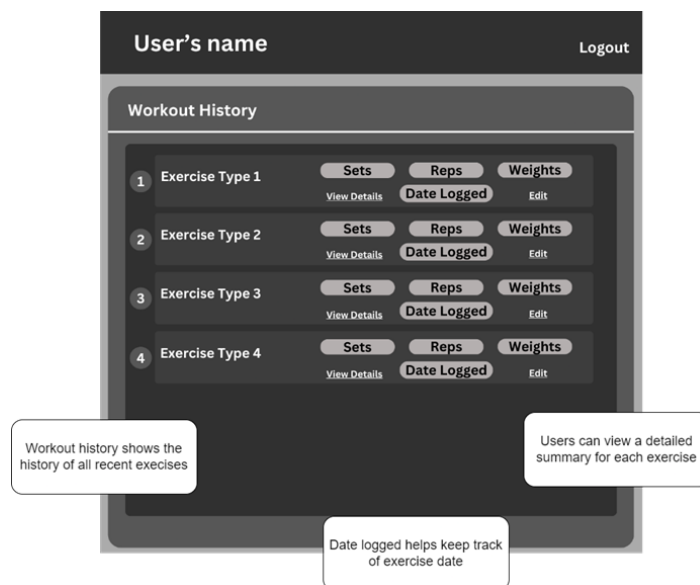 User's name
Logout
Workout History
1
Exercise Type 1
Sets
Reps
Weights
View Details
Date Logged
Edit
2
Exercise Type 2
Sets
Reps
Weights
View Details
Date Logged
Edit
3
Exercise Type 3
Sets
Reps
Weights
View Details
Date Logged
Edit
4
Exercise Type 4
Sets
Reps
Weights
View Details
Date Logged
Edit
Workout history shows the
history of all recent execises
Users can view a detailed
summary for each exercise
Date logged helps keep track
of exercise date